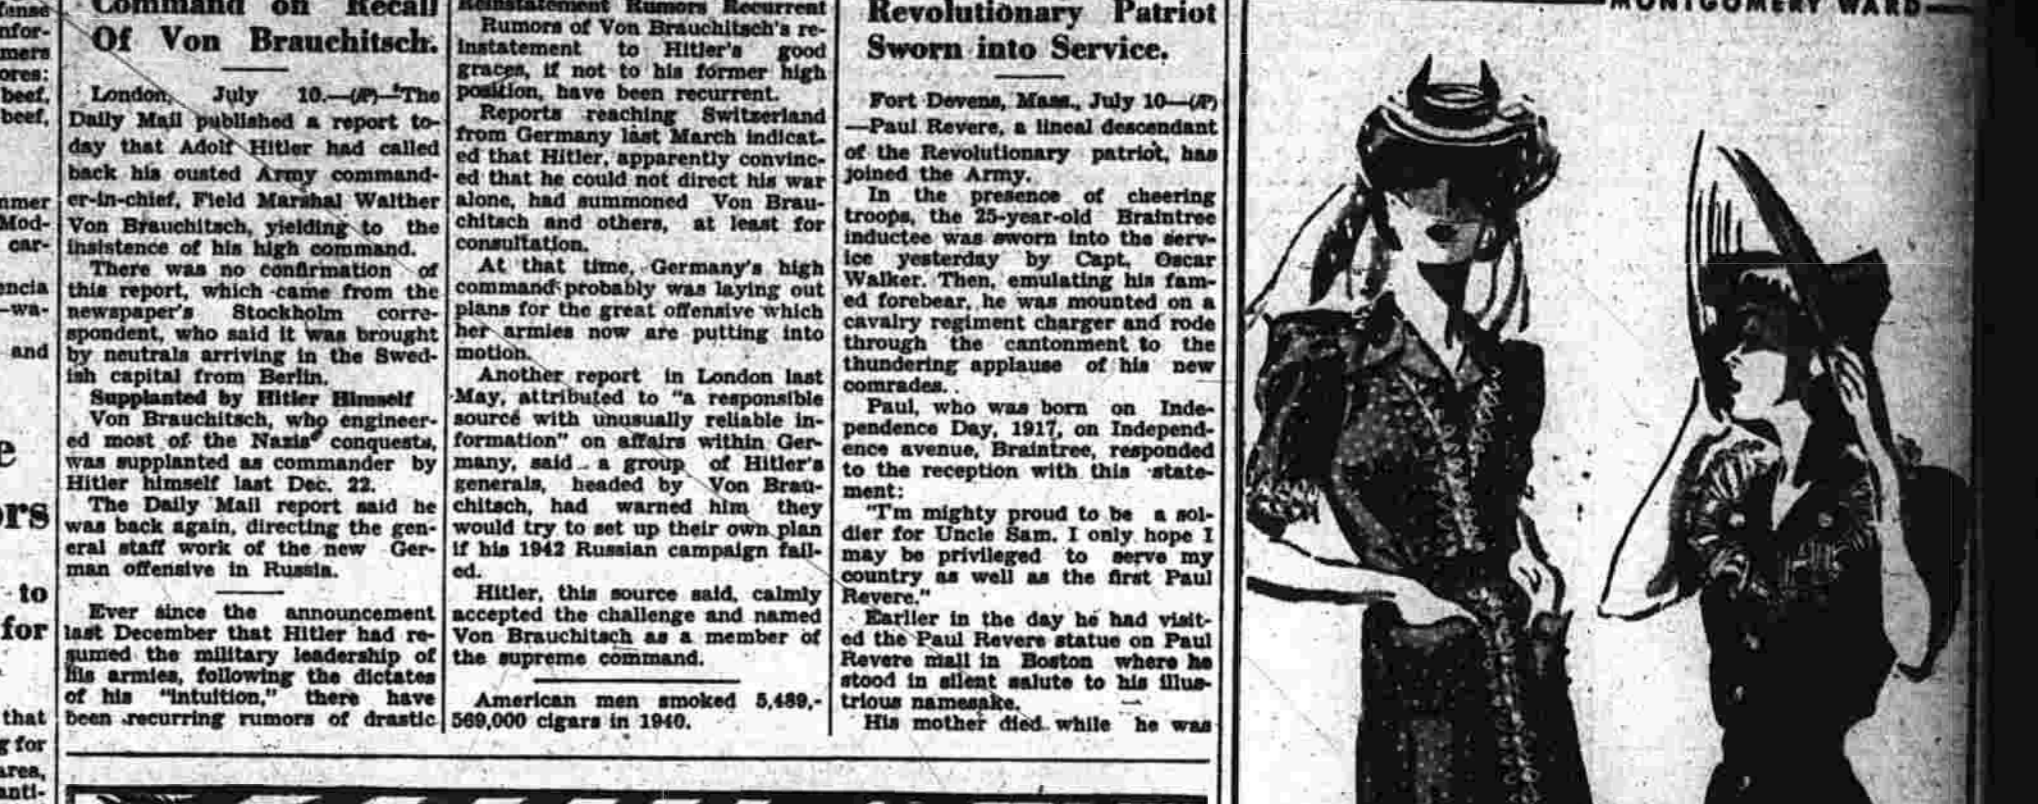 fense
nfor-
mers
ores:
beef,
beef,
mmer
Mod-
car-
encia
-wa-
and
e
ors
to
for
that
g for
area,
anti-
Command on Recall
Of Von Brauchitsch.
London, July 10.—(AP)—The
Daily Mail published a report to-
day that Adolf Hitler had called
back his ousted Army command-
er-in-chief, Field Marshal Walther
Von Brauchitsch, yielding to the
insistence of his high command.
There was no confirmation of
this report, which came from the
newspaper's Stockholm corre-
spondent, who said it was brought
by neutrals arriving in the Swed-
ish capital from Berlin.
Supplanted by Hitler Himself
Von Brauchitsch, who engineer-
ed most of the Nazis' conquests,
was supplanted as commander by
Hitler himself last Dec. 22.
The Daily Mail report said he
was back again, directing the gen-
eral staff work of the new Ger-
man offensive in Russia.
Ever since the announcement
last December that Hitler had re-
sumed the military leadership of
his armies, following the dictates
of his "intuition," there have
been recurring rumors of drastic
Reinstatement Rumors Recurrent
Rumors of Von Brauchitsch's re-
instatement to Hitler's good
graces, if not to his former high
position, have been recurrent.
Reports reaching Switzerland
from Germany last March indicat-
ed that Hitler, apparently convinc-
ed that he could not direct his war
alone, had summoned Von Brau-
chitsch and others, at least for
consultation.
At that time, Germany's high
command probably was laying out
plans for the great offensive which
her armies now are putting into
motion.
Another report in London last
May, attributed to "a responsible
source with unusually reliable in-
formation" on affairs within Ger-
many, said a group of Hitler's
generals, headed by Von Brau-
chitsch, had warned him they
would try to set up their own plan
if his 1942 Russian campaign fail-
ed.
Hitler, this source said, calmly
accepted the challenge and named
Von Brauchitsch as a member of
the supreme command.
American men smoked 5,489,-
569,000 cigars in 1940.
Revolutionary Patriot
Sworn into Service.
Fort Devens, Mass., July 10—(AP)
—Paul Revere, a lineal descendant
of the Revolutionary patriot, has
joined the Army.
In the presence of cheering
troops, the 25-year-old Braintree
inductee was sworn into the serv-
ice yesterday by Capt. Oscar
Walker. Then, emulating his fam-
ed forebear, he was mounted on a
cavalry regiment charger and rode
through the cantonment to the
thundering applause of his new
comrades.
Paul, who was born on Inde-
pendence Day, 1917, on Independ-
ence avenue, Braintree, responded
to the reception with this state-
ment:
"I'm mighty proud to be a sol-
dier for Uncle Sam. I only hope I
may be privileged to serve my
country as well as the first Paul
Revere."
Earlier in the day he had visit-
ed the Paul Revere statue on Paul
Revere mall in Boston where he
stood in silent salute to his illus-
trious namesake.
His mother died while he was
MONTGOMERY WARD